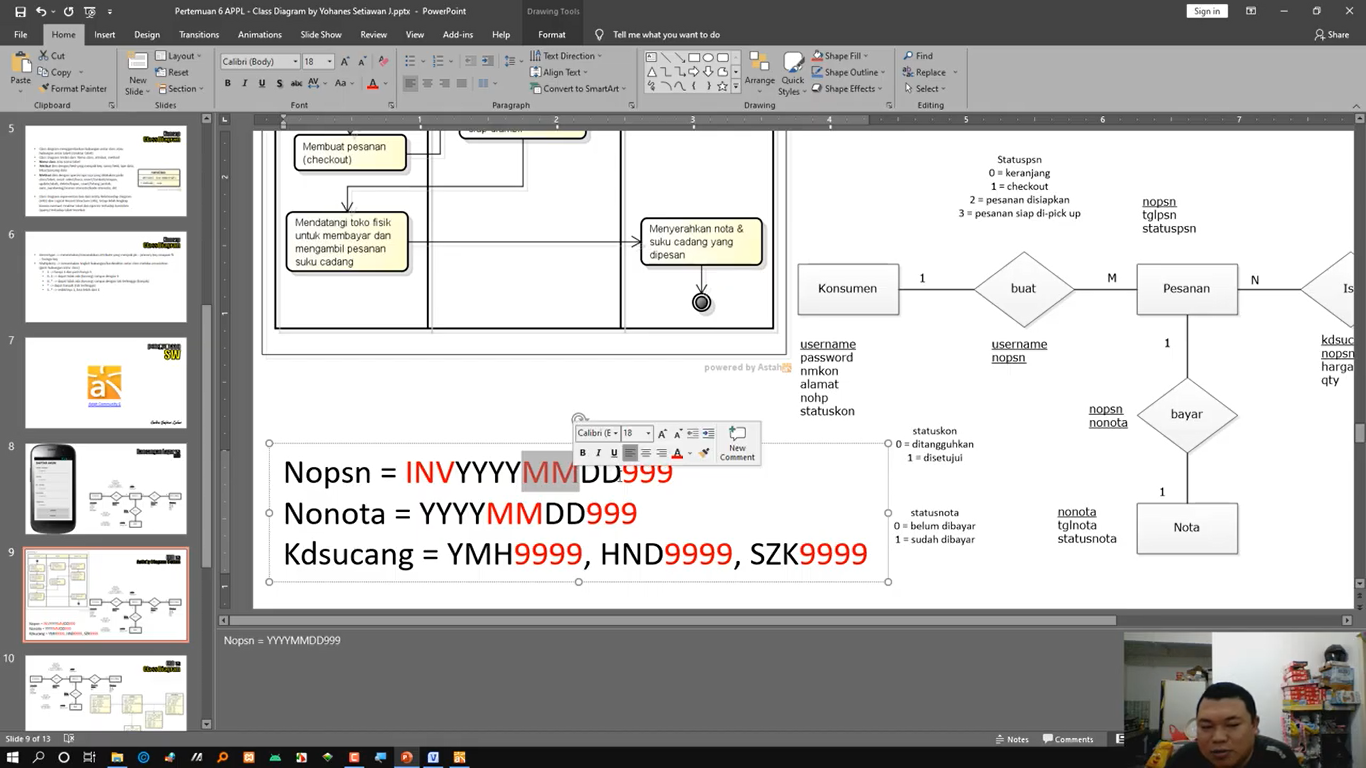 Pertemuan 6 APPL - Class Diagram by Yohanes Setiawan J.pptx - PowerPoint
Drawing Tools
Sign in
File
Home
Insert
Design
Transitions
Animations
Slide Show
Review
View
Add-ins
Help
Format
Tell me what you want to do
Share
Paste
Cut
Copy
Format Painter
Clipboard
New Slide
Layout
Reset
Section
Slides
Calibri (Body)
18
Font
Text Direction
Align Text
Convert to SmartArt
Paragraph
Arrange
Quick Styles
Shape Fill
Shape Outline
Shape Effects
Drawing
Find
Replace
Select
Editing
5
6
7
8
9
10
Membuat pesanan
(checkout)
Mendatangi toko fisik
untuk membayar dan
mengambil pesanan
suku cadang
Menyerahkan nota &
suku cadang yang
dipesan
powered by Astah
Statuspsn
0 = keranjang
1 = checkout
2 = pesanan disiapkan
3 = pesanan siap di-pick up
nopsn
tglpsn
statuspsn
Konsumen
1
buat
M
Pesanan
N
Is
username
password
nmkon
alamat
nohp
statuskon
username
nopsn
1
kdsuc
nopsn
harga
qty
nopsn
nonota
bayar
statuskon
0 = ditangguhkan
1 = disetujui
statusnota
0 = belum dibayar
1 = sudah dibayar
1
nonota
tglnota
statusnota
Nota
Calibri (E
18
New Comment
Nopsn = INVYYYYMMDD999
Nonota = YYYYMMDD999
Kdsucang = YMH9999, HND9999, SZK9999
Nopsn = YYYYMMDD999
Slide 9 of 13
Notes
Comments